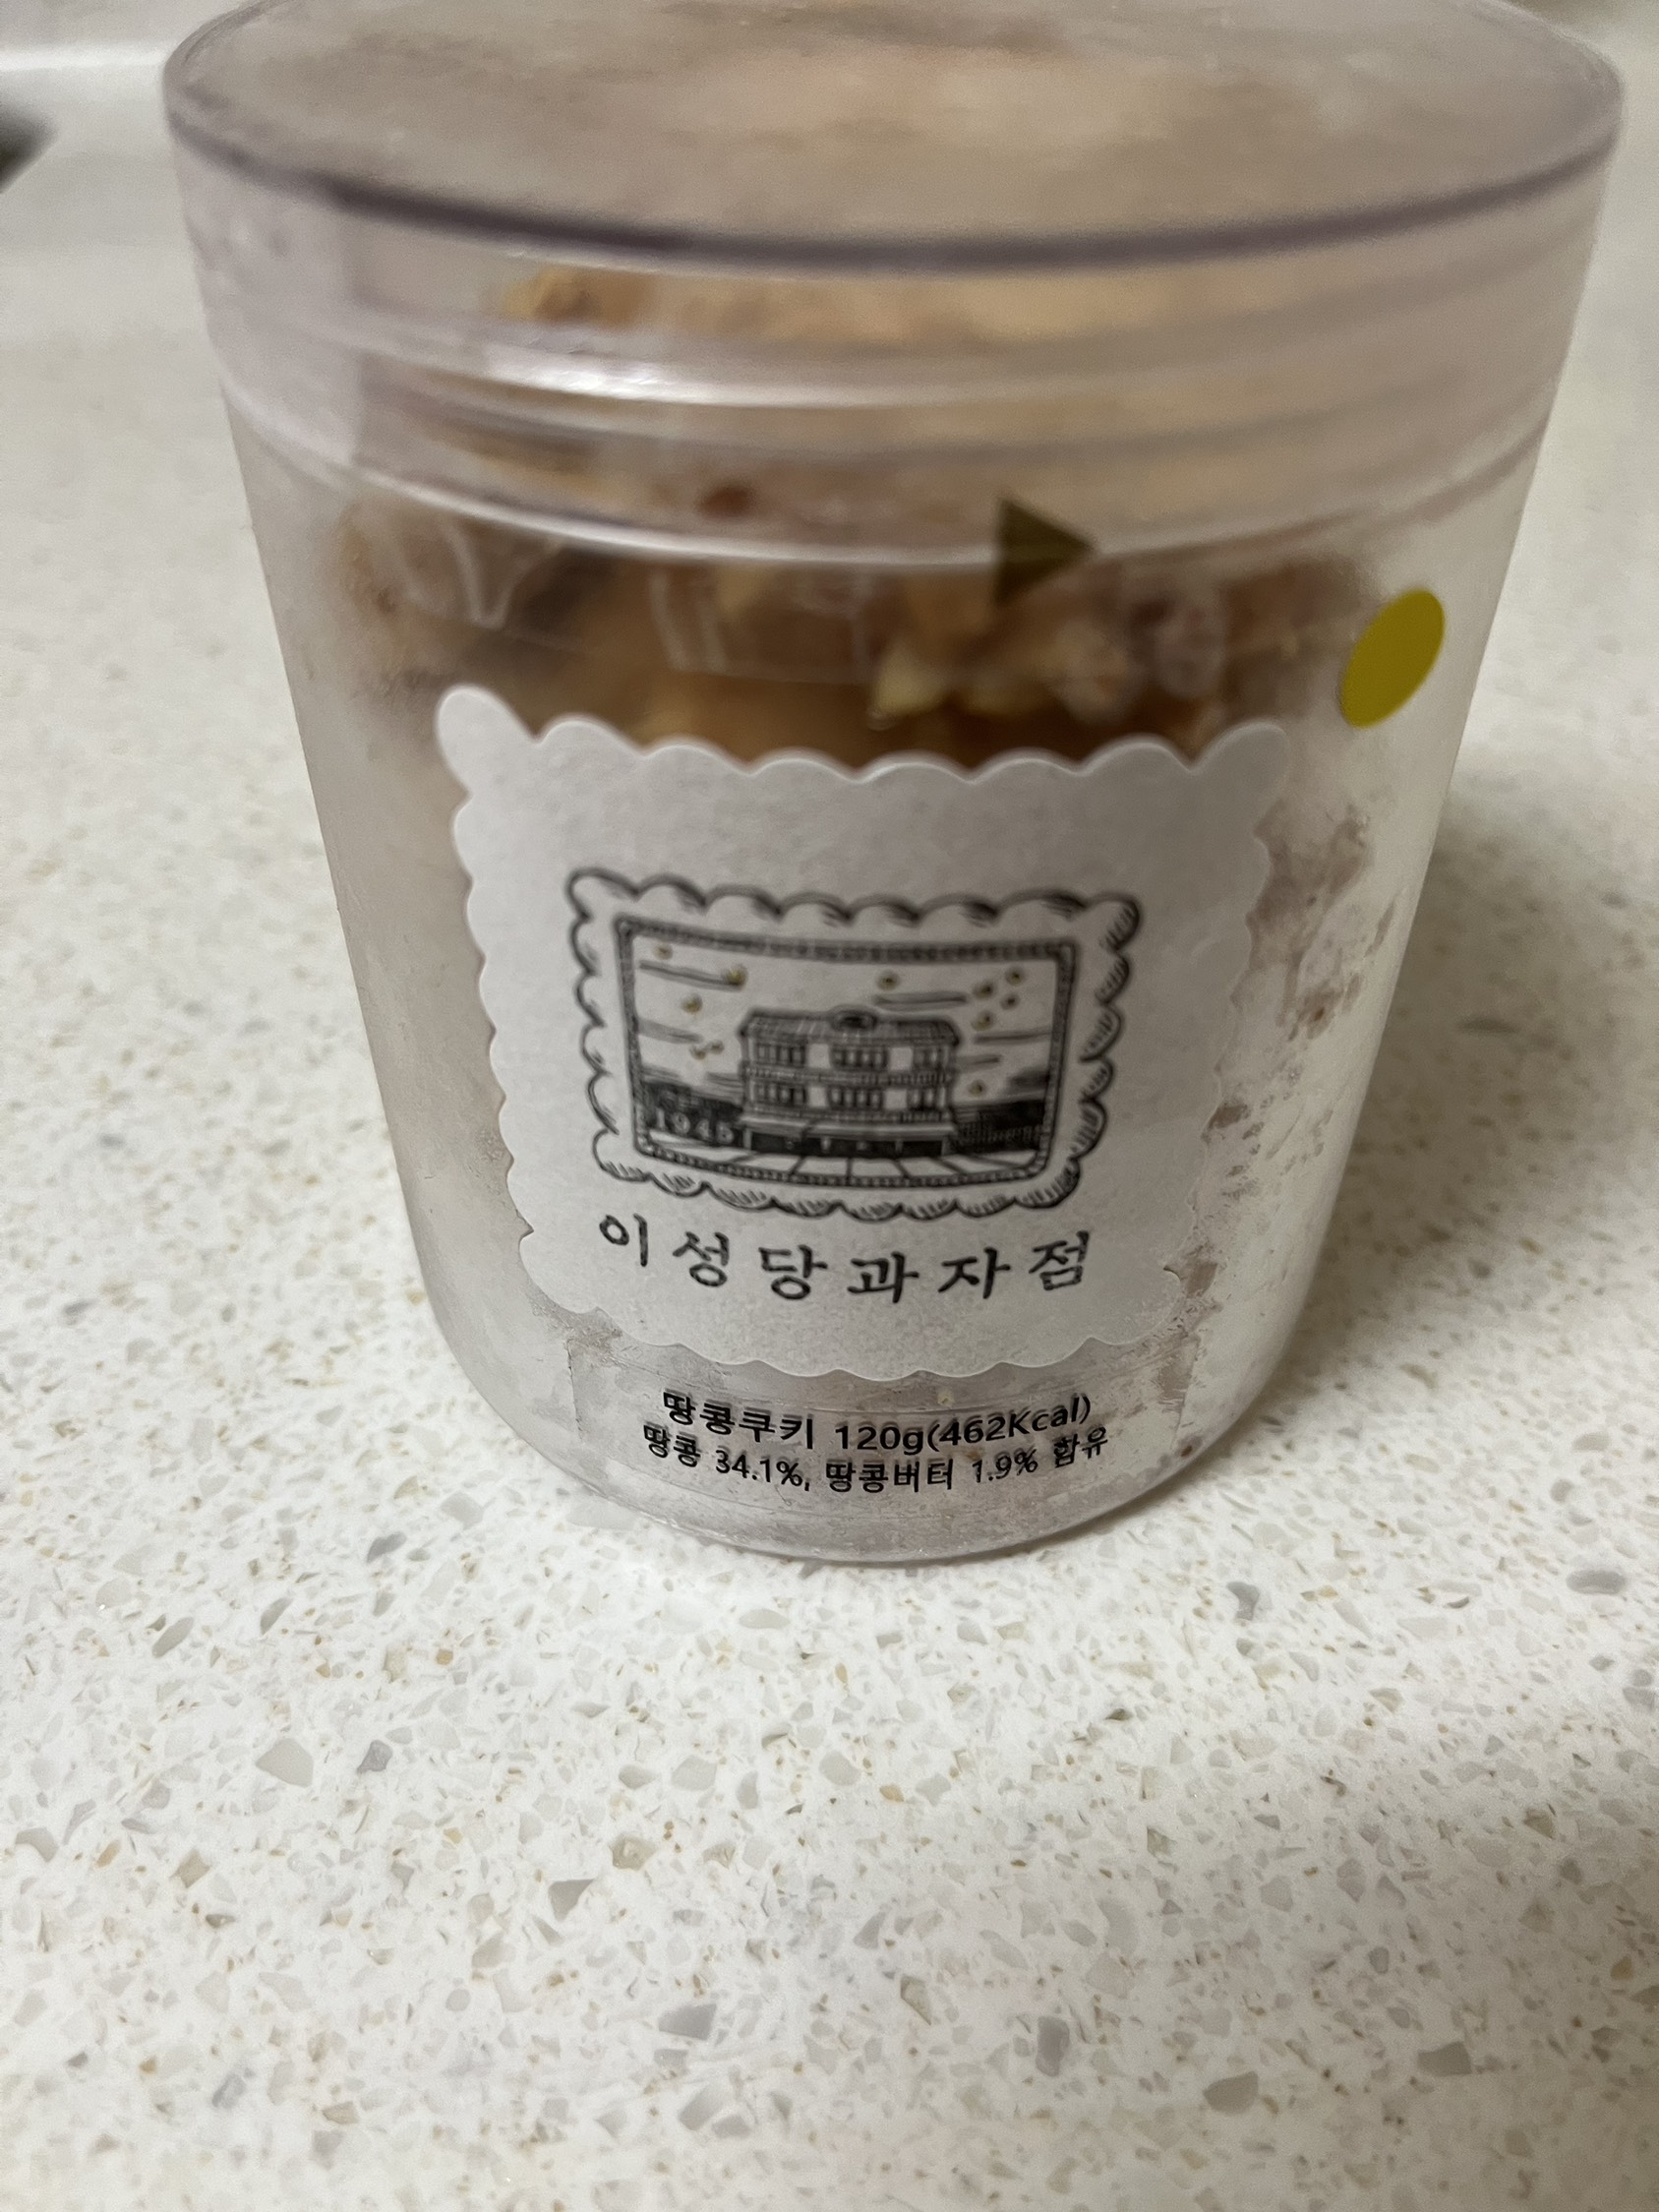 1945
이성당과자점
땅콩쿠키 120g(462Kcal)
땅콩 34.1%, 땅콩버터 1.9% 함유